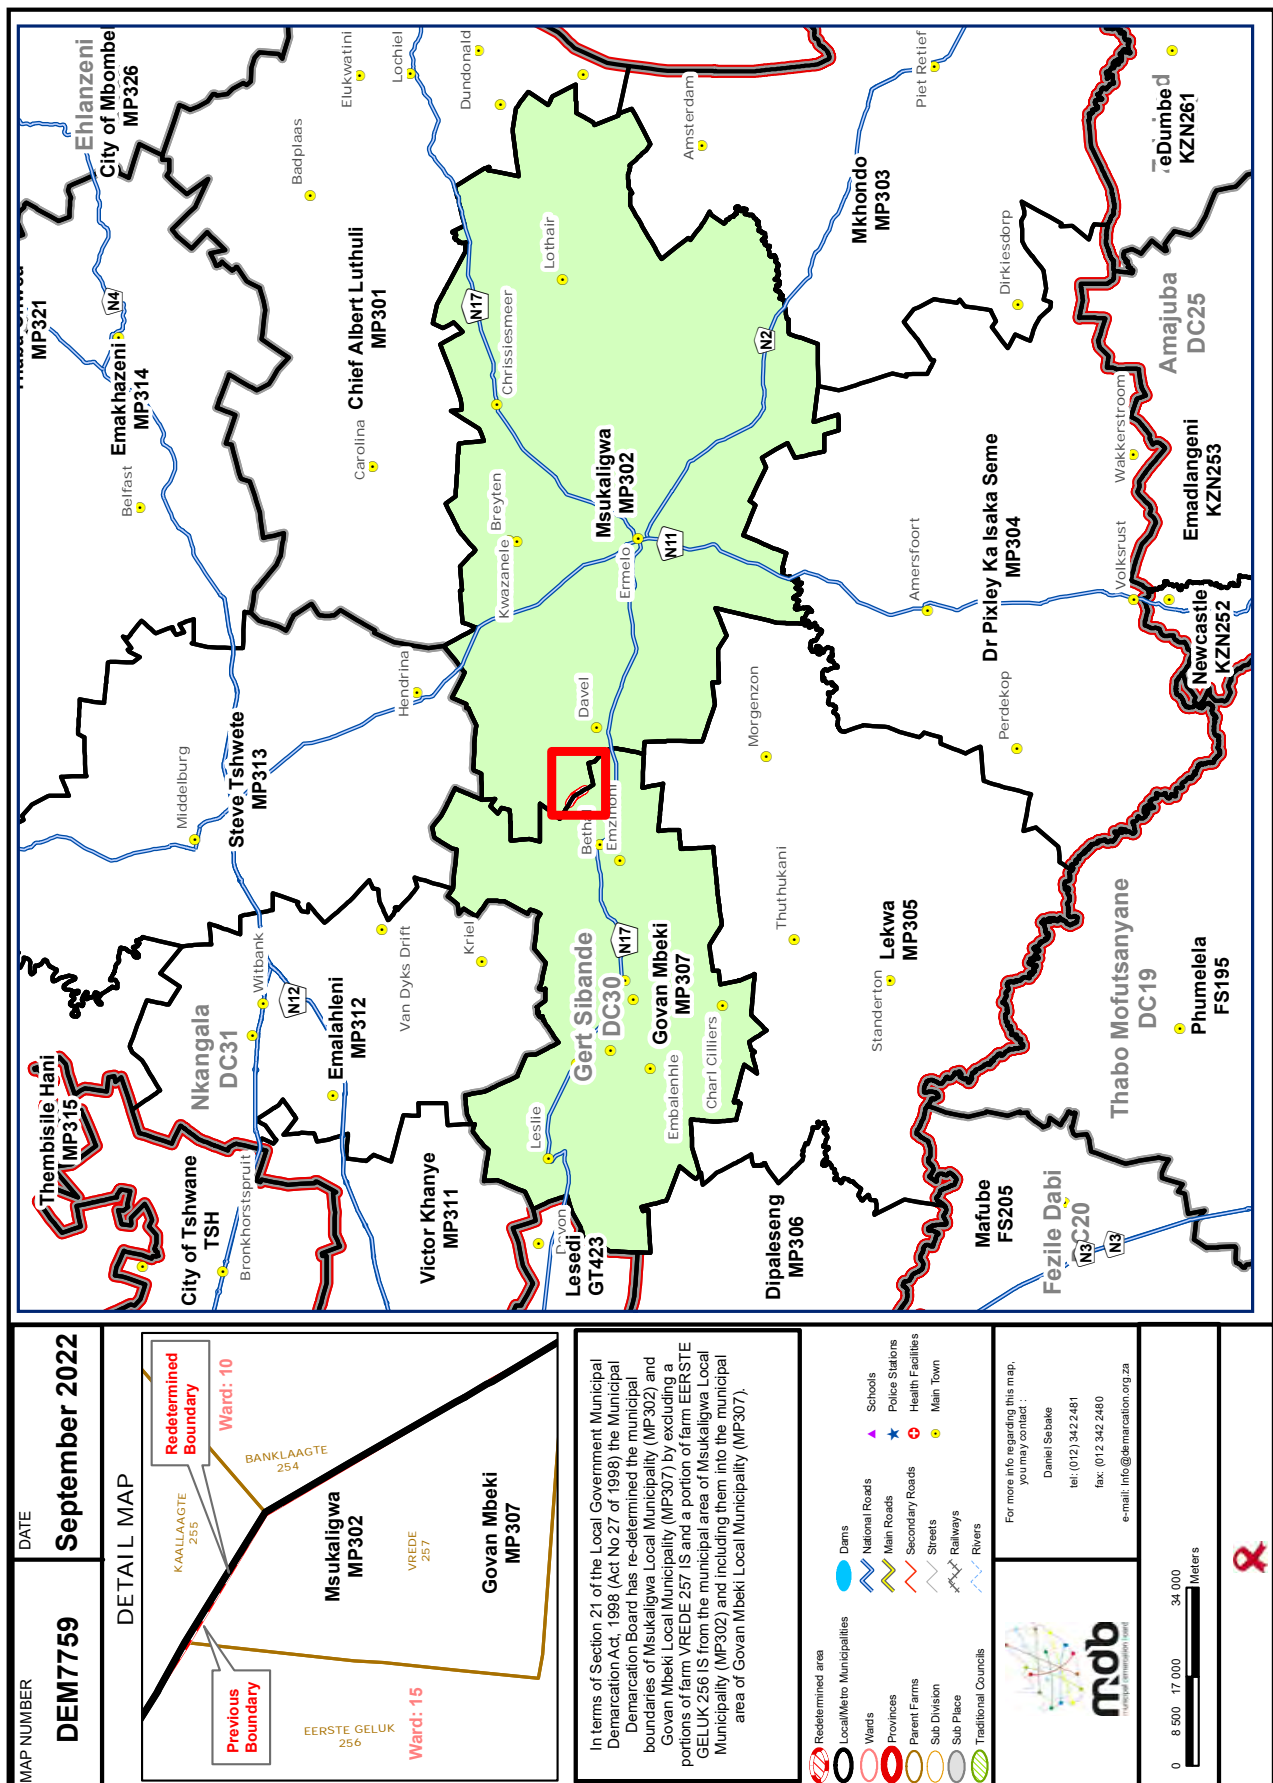 MAP NUMBER
DEM7759
DATE
September 2022
DETAIL MAP
Redetermined
Boundary
Ward: 10
KAALLAAGTE
255
BANKLAAGTE
254
Msukaligwa
MP302
VREDE
257
Govan Mbeki
MP307
Previous
Boundary
EERSTE GELUK
256
Ward: 15
In terms of Section 21 of the Local Government Municipal
Demarcation Act, 1998 (Act No 27 of 1998) the Municipal
Demarcation Board has re-determined the municipal
boundaries of Msukaligwa Local Municipality (MP302) and
Govan Mbeki Local Municipality (MP307) by excluding a
portions of farm VREDE 257 IS and a portion of farm EERSTE
GELUK 256 IS from the municipal area of Msukaligwa Local
Municipality (MP302) and including them into the municipal
area of Govan Mbeki Local Municipality (MP307).
Redetermined area
Local/Metro Municipalities
Wards
Provinces
Parent Farms
Sub Division
Sub Place
Traditional Councils
Dams
National Roads
Main Roads
Secondary Roads
Streets
Railways
Rivers
Schools
Police Stations
Health Facilities
Main Town
mdb
municipal demarcation board
For more info regarding this map,
you may contact :
Daniel Sebake
tel: (012) 342 2481
fax: (012 342 2480
e-mail: Info@demarcation.org.za
0 8 500 17 000 34 000
Meters
Thembisile Hani
MP315
City of Tshwane
TSH
Bronkhorstspruit
Nkangala
DC31
Witbank
N12
Emalahleni
MP312
Van Dyks Drift
Victor Khanye
MP311
Kriel
Middelburg
Steve Tshwete
MP313
Hendrina
MP321
N4
Emakhazeni
MP314
Belfast
Ehlanzeni
City of Mbombel
MP326
Badplaas
Elukwatini
Lochiel
Dundonald
Chief Albert Luthuli
MP301
Carolina
N17
Chrissiesmeer
Lothair
Breyten
Kwazanele
Msukaligwa
MP302
Ermelo
N11
N2
Davel
Bethal
Emzinoni
N17
Gert Sibande
DC30
Govan Mbeki
MP307
Leslie
Embalenhle
Charl Cilliers
Devon
Lesedi
GT423
Dipaleseng
MP306
Amsterdam
Piet Retief
Mkhondo
MP303
Dirkiesdorp
Morgenzon
Thuthukani
Standerton
Lekwa
MP305
Amersfoort
Dr Pixley Ka Isaka Seme
MP304
Perdekop
Volksrust
Wakkerstroom
eDumbe
KZN261
Amajuba
DC25
Emadlangeni
KZN253
Newcastle
KZN252
Thabo Mofutsanyane
DC19
Phumelela
FS195
Mafube
FS205
Fezile Dabi
C20
N3
N3